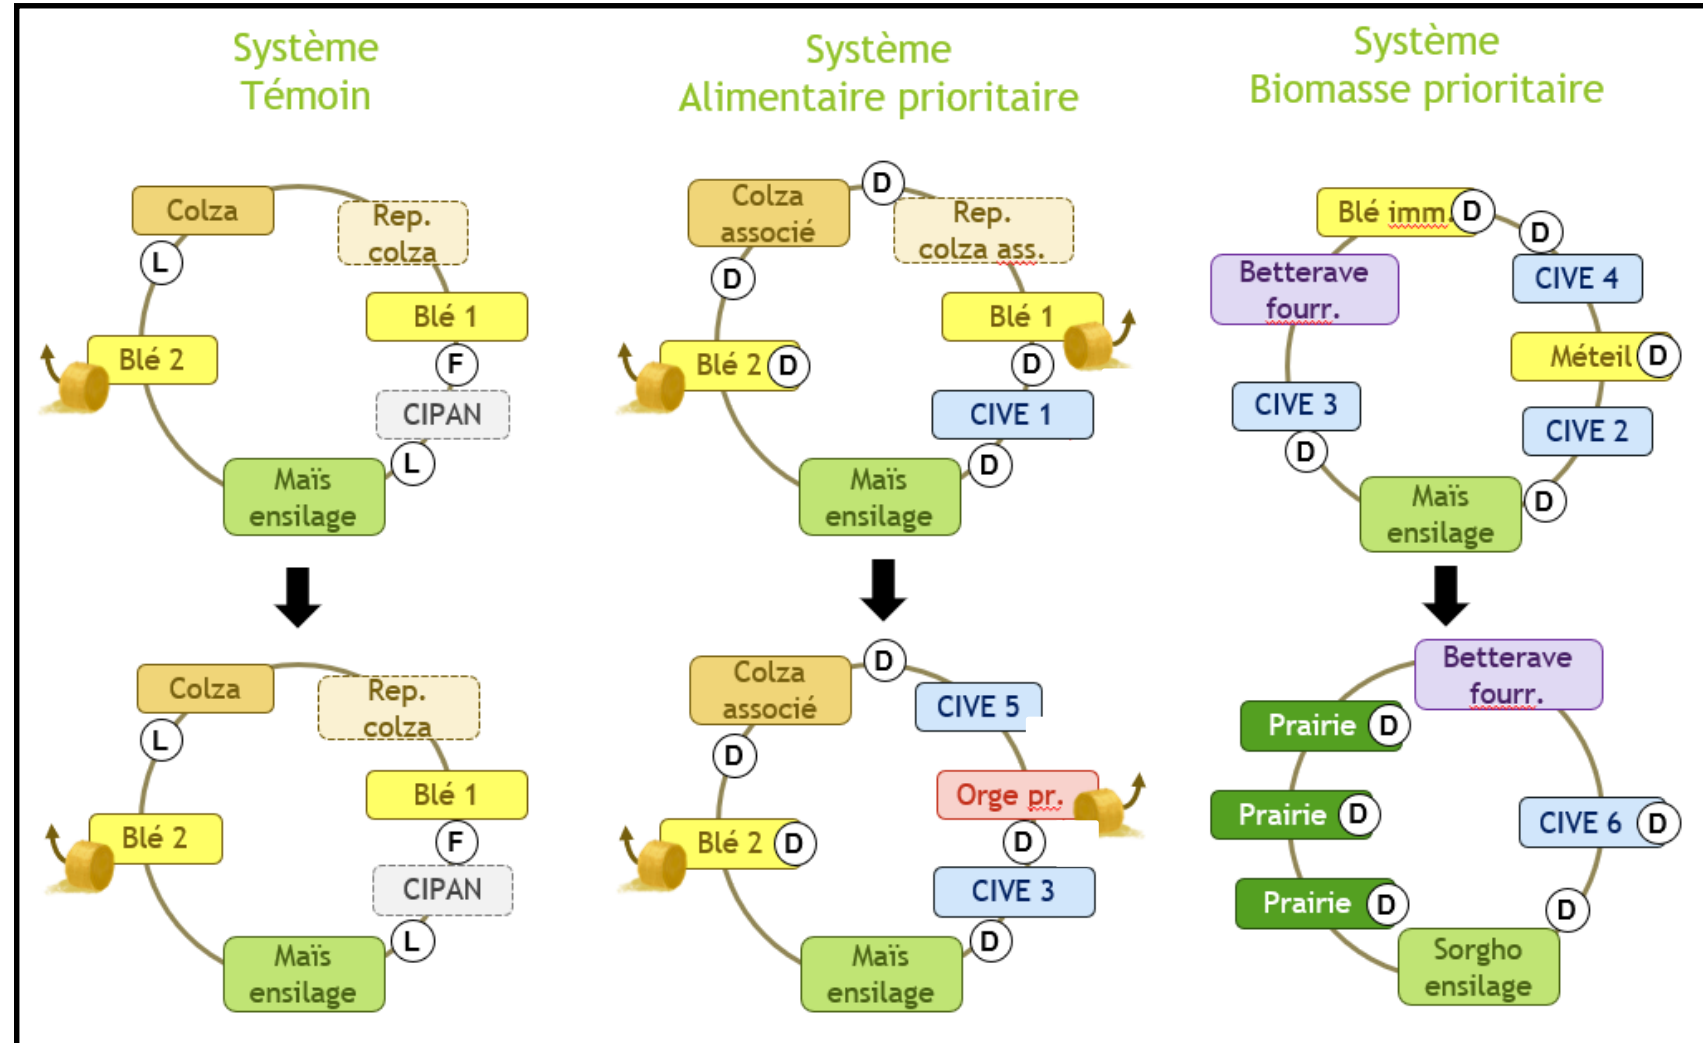 Système
Témoin
Système
Alimentaire prioritaire
Système
Biomasse prioritaire
Colza
Rep.
colza
L
Blé 1
F
Blé 2
CIPAN
L
Maïs
ensilage
Colza
associé
D
Rep.
colza ass.
D
Blé 1
D
Blé 2 D
CIVE 1
D
Maïs
ensilage
Blé imm. D
D
CIVE 4
Betterave
fourr.
Méteil D
CIVE 3
CIVE 2
D
D
Maïs
ensilage
Colza
Rep.
colza
L
Blé 1
F
Blé 2
CIPAN
L
Maïs
ensilage
Colza
associé
D
CIVE 5
D
Orge pr.
D
Blé 2 D
CIVE 3
D
Maïs
ensilage
Betterave
fourr.
Prairie D
Prairie D
CIVE 6 D
Prairie D
D
Sorgho
ensilage